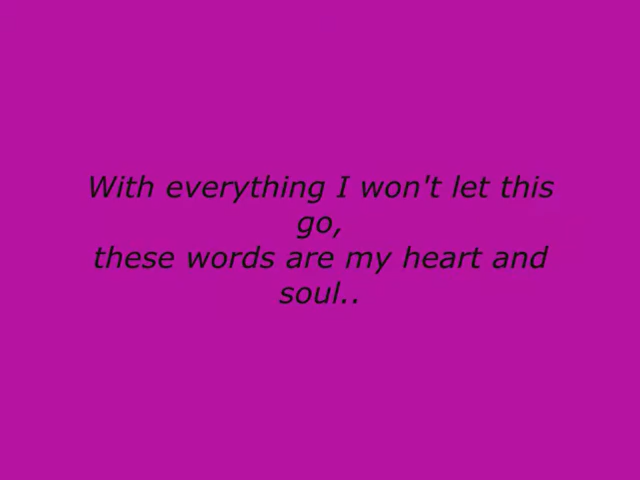 With everything I won't let this
go,
these words are my heart and
soul..